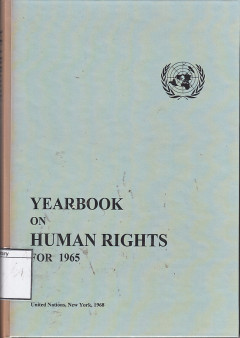 YEARBOOK
ON
HUMAN RIGHTS
FOR 1965
United Nations, New York, 1968